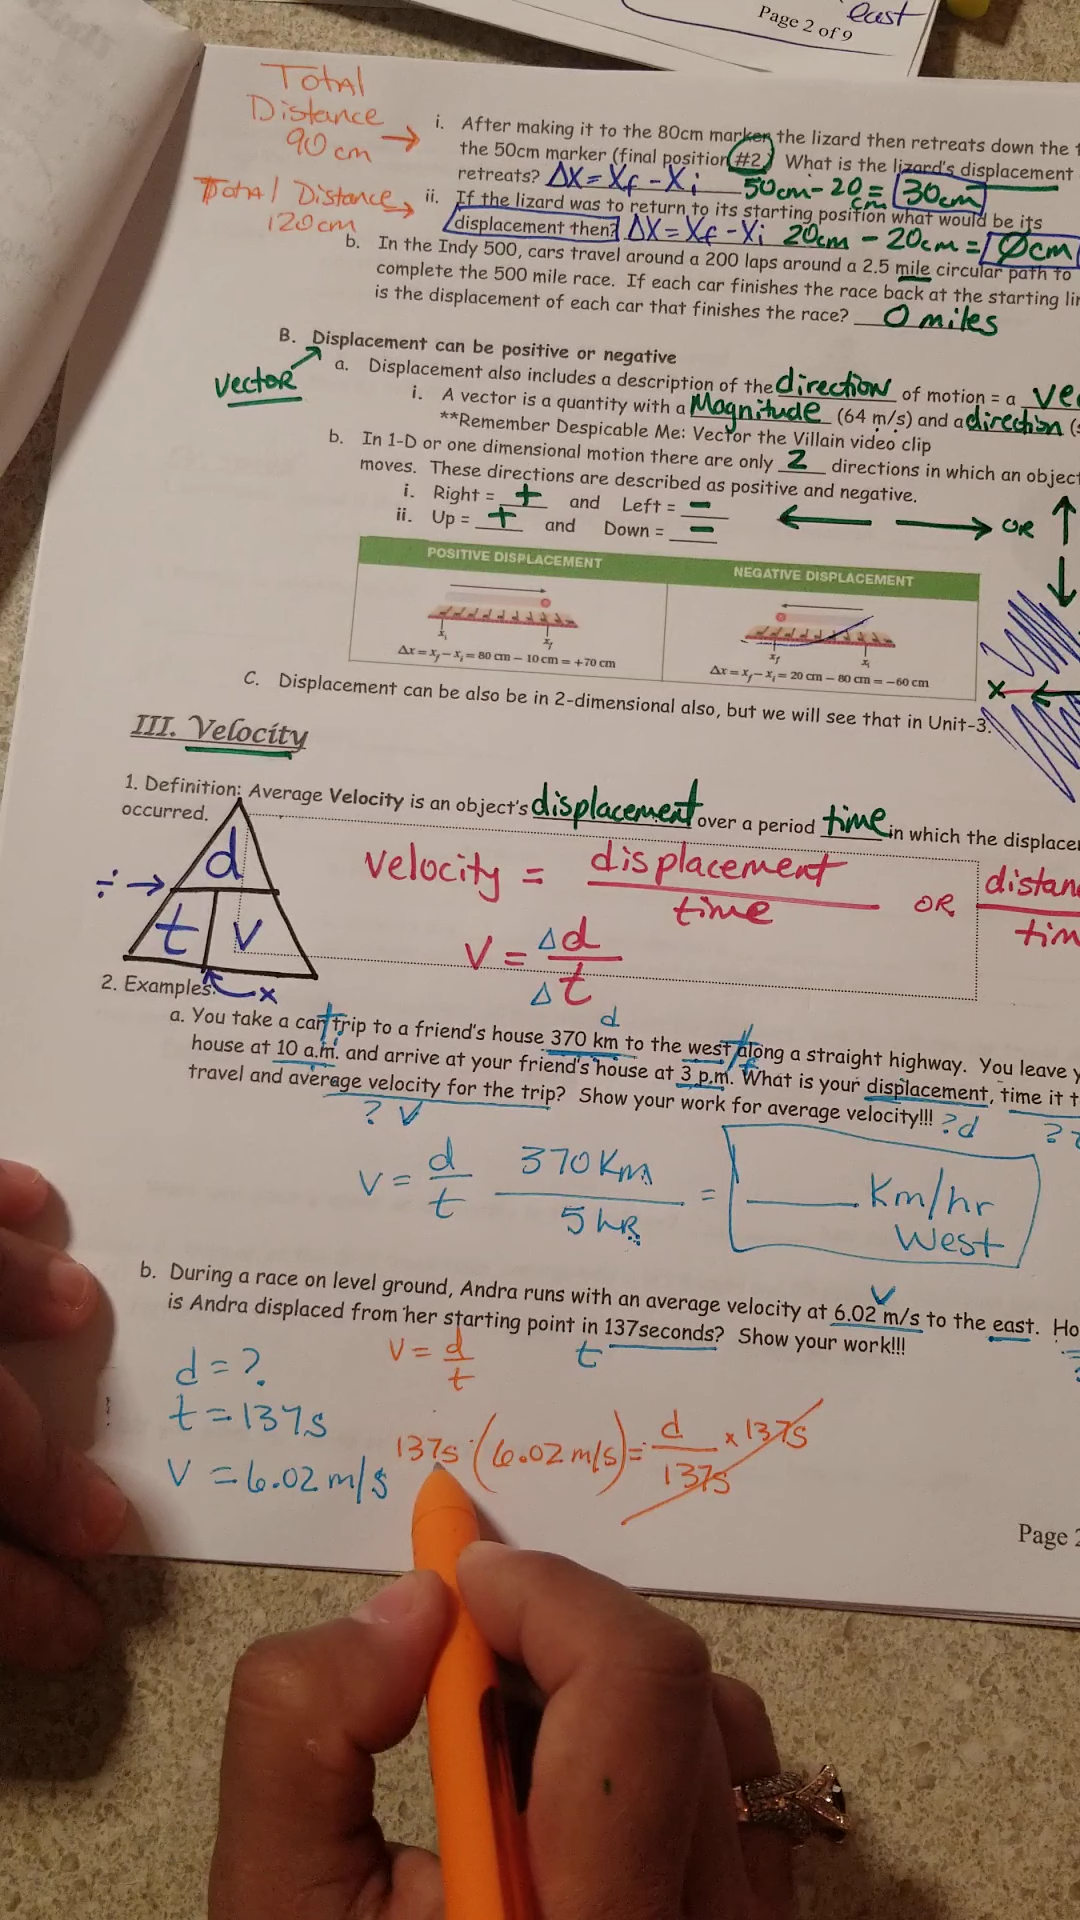 east
Page 2 of 9
Total
Distance
90 cm
i. After making it to the 80cm marker, the lizard then retreats down the
the 50cm marker (final position #2.) What is the lizard's displacement
retreats? ΔX = Xf - Xi 50cm - 20cm = 30cm
Total Distance
120cm
ii. If the lizard was to return to its starting position what would be its
displacement then? ΔX = Xf - Xi 20cm - 20cm = 0cm
b. In the Indy 500, cars travel around a 200 laps around a 2.5 mile circular path to
complete the 500 mile race. If each car finishes the race back at the starting
is the displacement of each car that finishes the race? 0 miles
B. Displacement can be positive or negative
vector
a. Displacement also includes a description of the direction of motion = a
i. A vector is a quantity with a Magnitude (64 m/s) and a direction
**Remember Despicable Me: Vector the Villain video clip
b. In 1-D or one dimensional motion there are only 2 directions in which an object
moves. These directions are described as positive and negative.
i. Right = + and Left = -
ii. Up = + and Down = -
OR
POSITIVE DISPLACEMENT
NEGATIVE DISPLACEMENT
xi xf
xf xi
Δx = xf - xi = 80 cm - 10 cm = +70 cm
Δx = xf - xi = 20 cm - 80 cm = -60 cm
x
C. Displacement can be also be in 2-dimensional also, but we will see that in Unit-3.
III. Velocity
1. Definition: Average Velocity is an object's displacement over a period time in which the
occurred.
d
÷
t v
x
velocity = displacement / time OR
v = Δd / Δt
2. Examples:
d
a. You take a car trip to a friend's house 370 km to the west along a straight highway. You leave
house at 10 a.m. and arrive at your friend's house at 3 p.m. What is your displacement, time it
travel and average velocity for the trip? Show your work for average velocity!!!
? v
? d
v = d / t 370 Km / 5 hR = ____ Km/hr
West
v
b. During a race on level ground, Andra runs with an average velocity at 6.02 m/s to the east.
is Andra displaced from her starting point in 137seconds? Show your work!!!
t
d = ?
t = 137s
v = 6.02 m/s
v = d / t
137s · (6.02 m/s) = d / 137s x 137s
Page